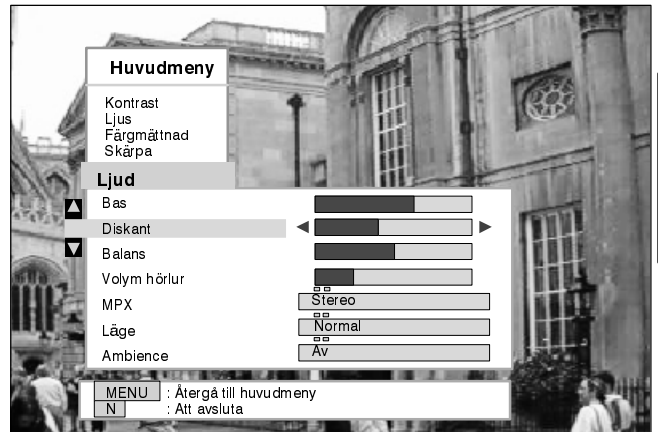 Huvudmeny
Kontrast
Ljus
Färgmättnad
Skärpa
Ljud
Bas
Diskant
Balans
Volym hörlur
MPX Stereo
Läge Normal
Ambience Av
MENU : Återgå till huvudmeny
N : Att avsluta